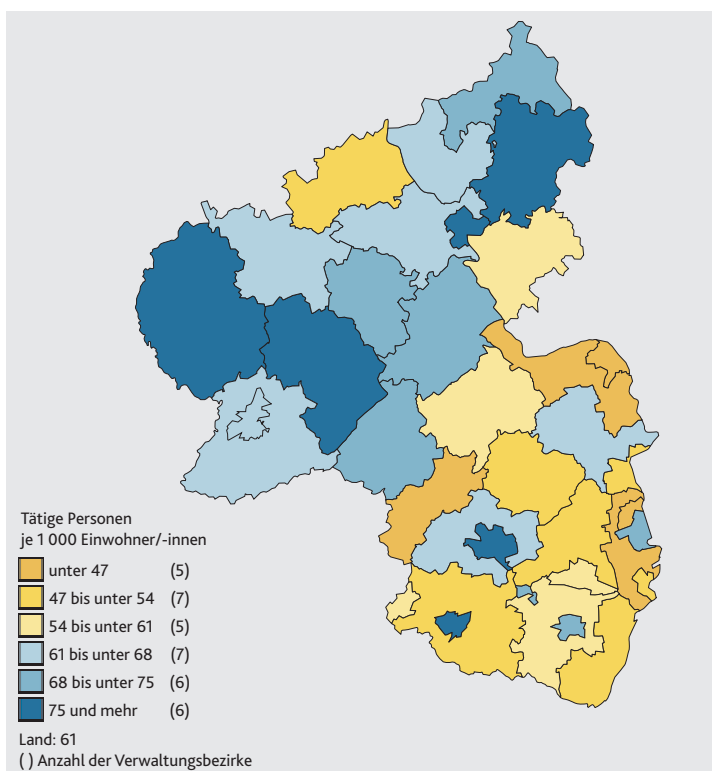 Tätige Personen
je 1 000 Einwohner/-innen
unter 47 (5)
47 bis unter 54 (7)
54 bis unter 61 (5)
61 bis unter 68 (7)
68 bis unter 75 (6)
75 und mehr (6)
Land: 61
( ) Anzahl der Verwaltungsbezirke